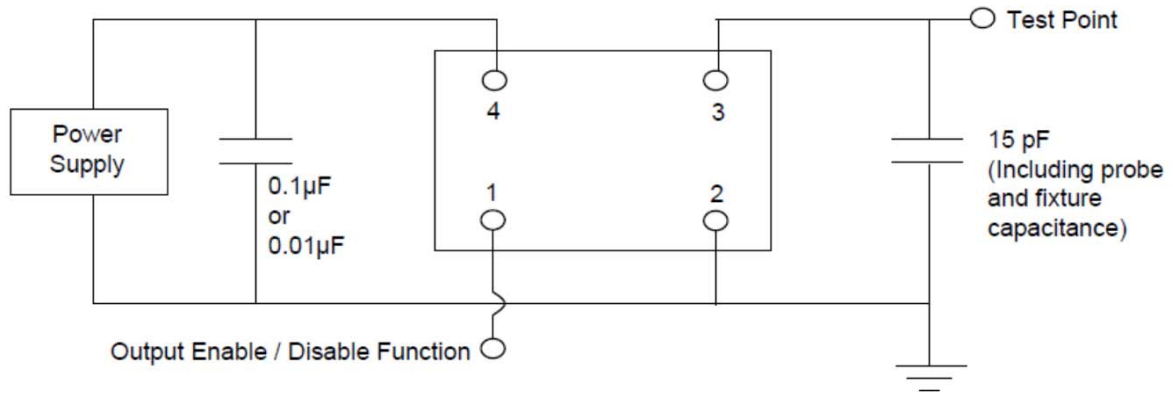 Test Point
4
3
Power
Supply
15 pF
(Including probe
and fixture
capacitance)
0.1µF
or
0.01µF
1
2
Output Enable / Disable Function